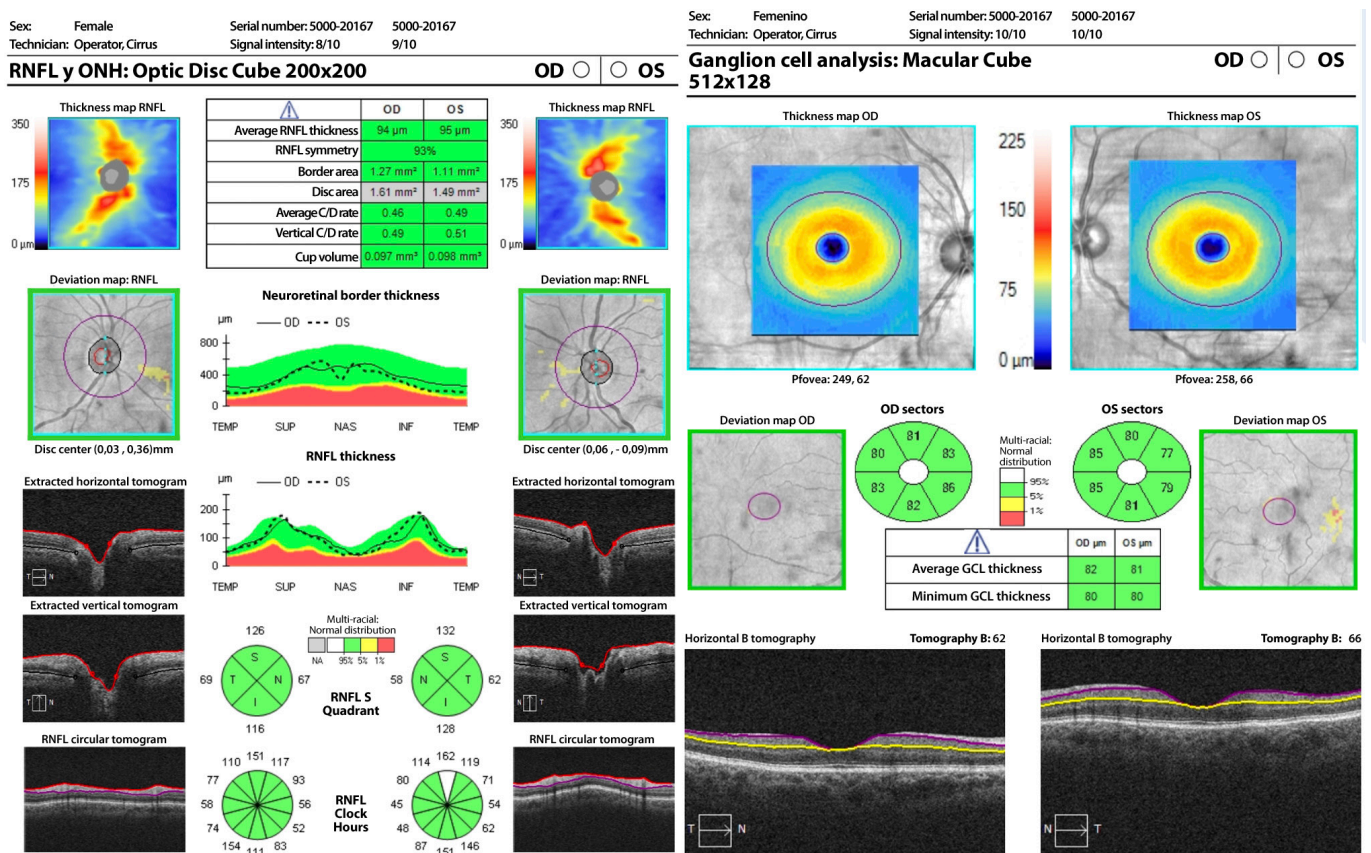 Sex: Female Serial number: 5000-20167 5000-20167
Technician: Operator, Cirrus Signal intensity: 8/10 9/10
RNFL y ONH: Optic Disc Cube 200x200 OD OS
Thickness map RNFL
350
175
0 µm
OD OS
Average RNFL thickness 94 µm 95 µm
RNFL symmetry 93%
Border area 1.27 mm² 1.11 mm²
Disc area 1.61 mm² 1.49 mm²
Average C/D rate 0.46 0.49
Vertical C/D rate 0.49 0.51
Cup volume 0.097 mm³ 0.098 mm³
Thickness map RNFL
350
175
0 µm
Deviation map: RNFL
Disc center (0,03 , 0,36)mm
Neuroretinal border thickness
µm OD OS
800
400
0
TEMP SUP NAS INF TEMP
Deviation map: RNFL
Disc center (0,06 , - 0,09)mm
RNFL thickness
µm OD OS
200
100
0
TEMP SUP NAS INF TEMP
Extracted horizontal tomogram
T N
Extracted horizontal tomogram
N T
Extracted vertical tomogram
T N
Extracted vertical tomogram
N T
Multi-racial:
Normal distribution
NA 95% 5% 1%
126
S
69 T N 67
I
116
RNFL S
Quadrant
132
S
58 N T 62
I
128
RNFL circular tomogram
RNFL circular tomogram
110 151 117
77 93
58 56
74 52
154 111 83
RNFL
Clock
Hours
114 162 119
80 71
45 54
48 62
87 151 146
Sex: Femenino Serial number: 5000-20167 5000-20167
Technician: Operator, Cirrus Signal intensity: 10/10 10/10
Ganglion cell analysis: Macular Cube
512x128
OD OS
Thickness map OD
Pfovea: 249, 62
225
150
75
0 µm
Thickness map OS
Pfovea: 258, 66
Deviation map OD
OD sectors
81
80 83
83 86
82
Multi-racial:
Normal
distribution
95%
5%
1%
OS sectors
80
85 77
85 79
81
Deviation map OS
OD µm OS µm
Average GCL thickness 82 81
Minimum GCL thickness 80 80
Horizontal B tomography Tomography B: 62
T N
Horizontal B tomography Tomography B: 66
N T